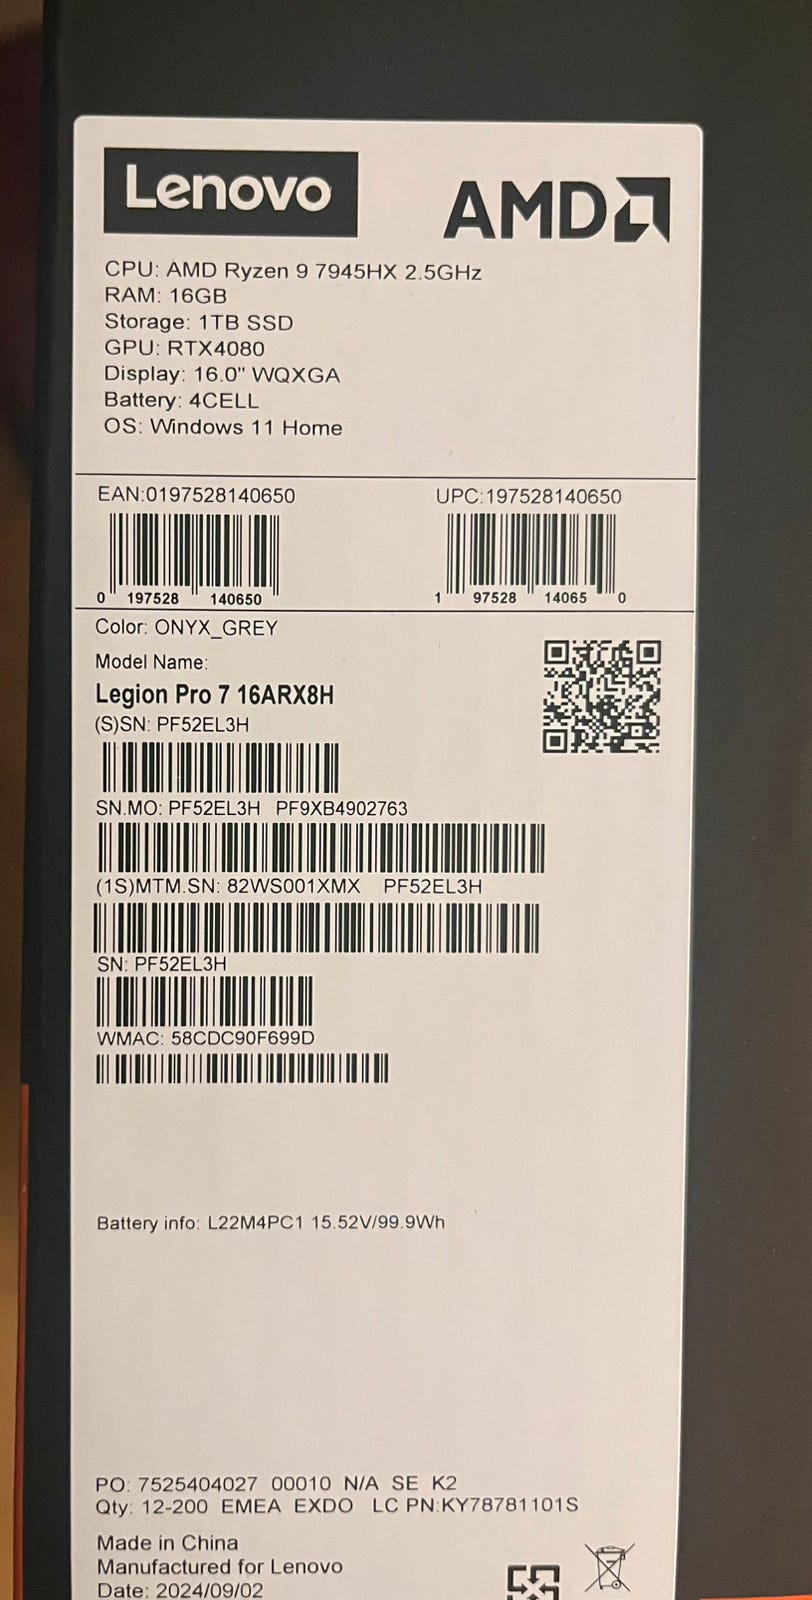 Lenovo
AMD
CPU: AMD Ryzen 9 7945HX 2.5GHz
RAM: 16GB
Storage: 1TB SSD
GPU: RTX4080
Display: 16.0" WQXGA
Battery: 4CELL
OS: Windows 11 Home
EAN:0197528140650 UPC:197528140650
0 197528 140650 1 97528 14065 0
Color: ONYX_GREY
Model Name:
Legion Pro 7 16ARX8H
(S)SN: PF52EL3H
SN.MO: PF52EL3H PF9XB4902763
(1S)MTM.SN: 82WS001XMX PF52EL3H
SN: PF52EL3H
WMAC: 58CDC90F699D
Battery info: L22M4PC1 15.52V/99.9Wh
PO: 7525404027 00010 N/A SE K2
Qty: 12-200 EMEA EXDO LC PN:KY78781101S
Made in China
Manufactured for Lenovo
Date: 2024/09/02